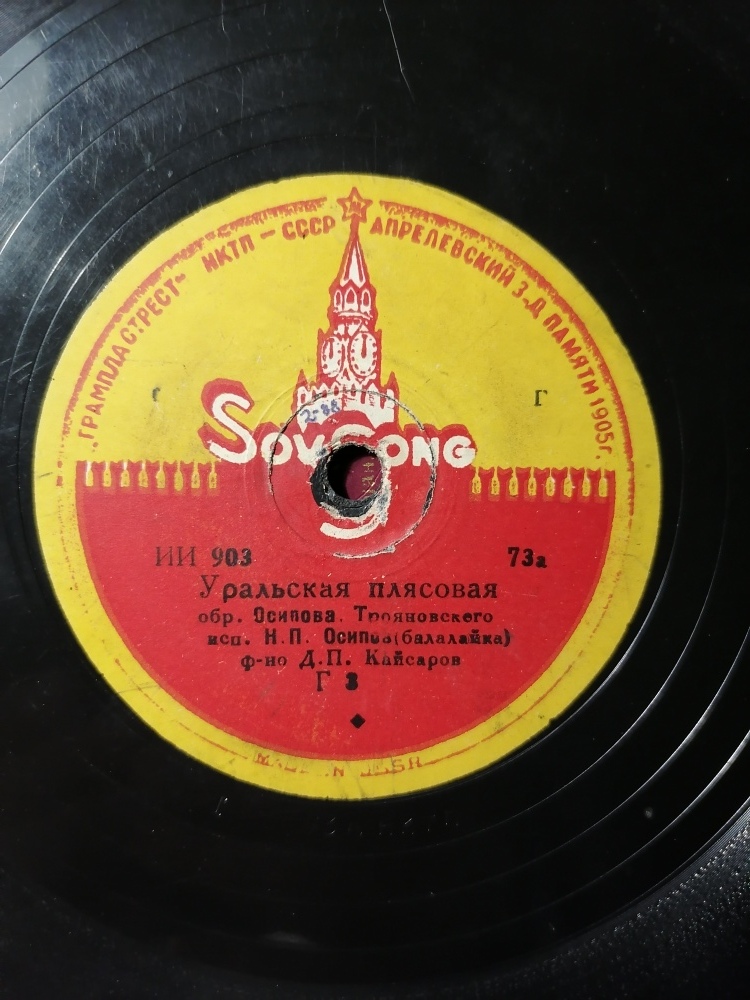 „ГРАМПЛАСТРЕСТ“ НКТП — СССР АПРЕЛЕВСКИЙ З-Д ПАМЯТИ 1905 г.
Г
SovSong
ИИ 903 73а
Уральская плясовая
обр. Осипова, Трояновского
исп. Н.П. Осипов (балалайка)
ф-но Д.П. Кайсаров
Г 3